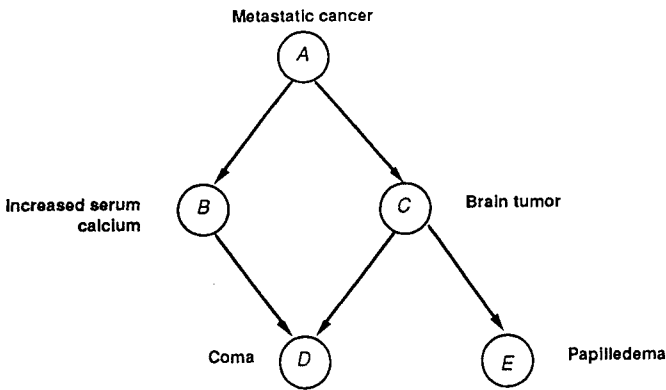 Metastatic cancer
A
Increased serum
calcium
B
C
Brain tumor
Coma
D
E
Papilledema